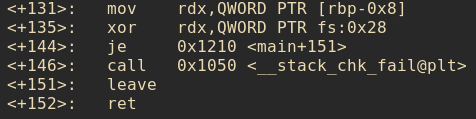 <+131>:   mov    rdx,QWORD PTR [rbp-0x8]
<+135>:   xor    rdx,QWORD PTR fs:0x28
<+144>:   je     0x1210 <main+151>
<+146>:   call   0x1050 <__stack_chk_fail@plt>
<+151>:   leave
<+152>:   ret